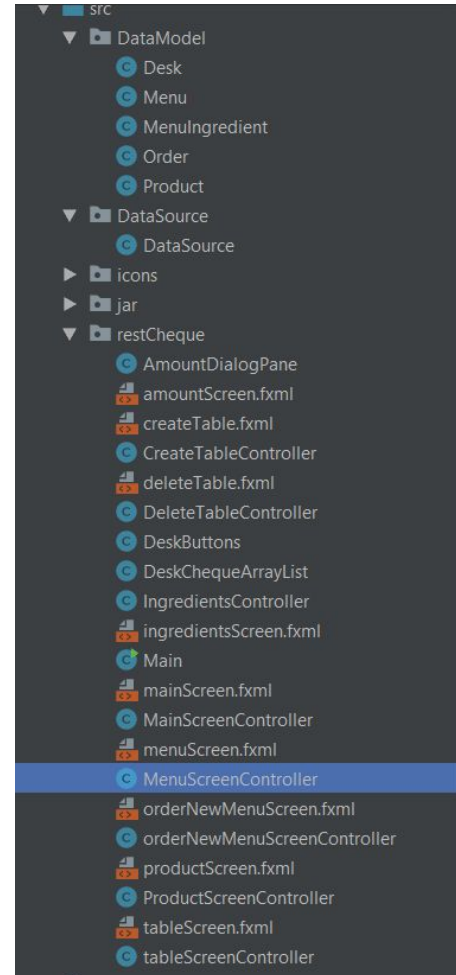 src
DataModel
Desk
Menu
MenuIngredient
Order
Product
DataSource
DataSource
icons
jar
restCheque
AmountDialogPane
amountScreen.fxml
createTable.fxml
CreateTableController
deleteTable.fxml
DeleteTableController
DeskButtons
DeskChequeArrayList
IngredientsController
ingredientsScreen.fxml
Main
mainScreen.fxml
MainScreenController
menuScreen.fxml
MenuScreenController
orderNewMenuScreen.fxml
orderNewMenuScreenController
productScreen.fxml
ProductScreenController
tableScreen.fxml
tableScreenController